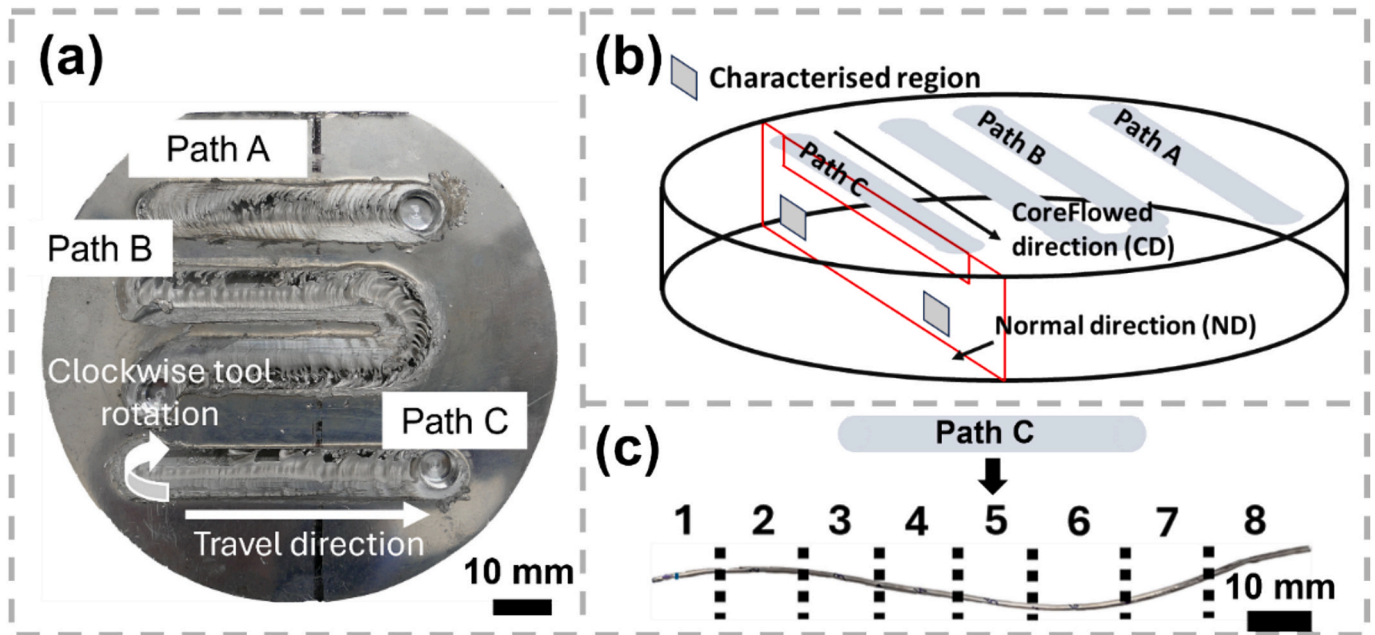 (a)
Path A
Path B
Clockwise tool
rotation
Path C
Travel direction
10 mm
(b)
Characterised region
Path A
Path B
Path C
CoreFlowed
direction (CD)
Normal direction (ND)
(c)
Path C
1 2 3 4 5 6 7 8
10 mm